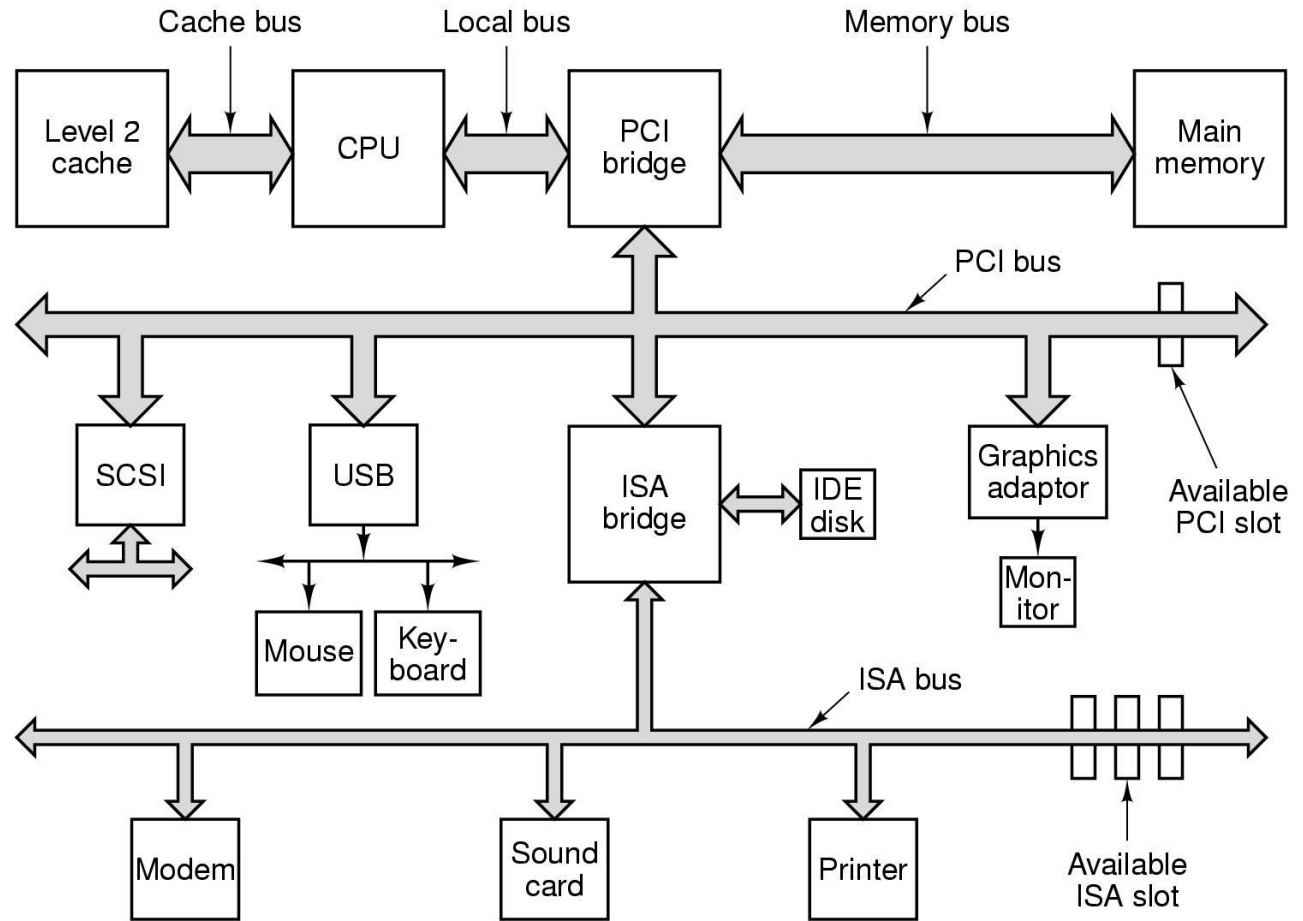 Cache bus
Local bus
Memory bus
Level 2
cache
CPU
PCI
bridge
Main
memory
PCI bus
SCSI
USB
ISA
bridge
IDE
disk
Graphics
adaptor
Available
PCI slot
Mon-
itor
Mouse
Key-
board
ISA bus
Modem
Sound
card
Printer
Available
ISA slot